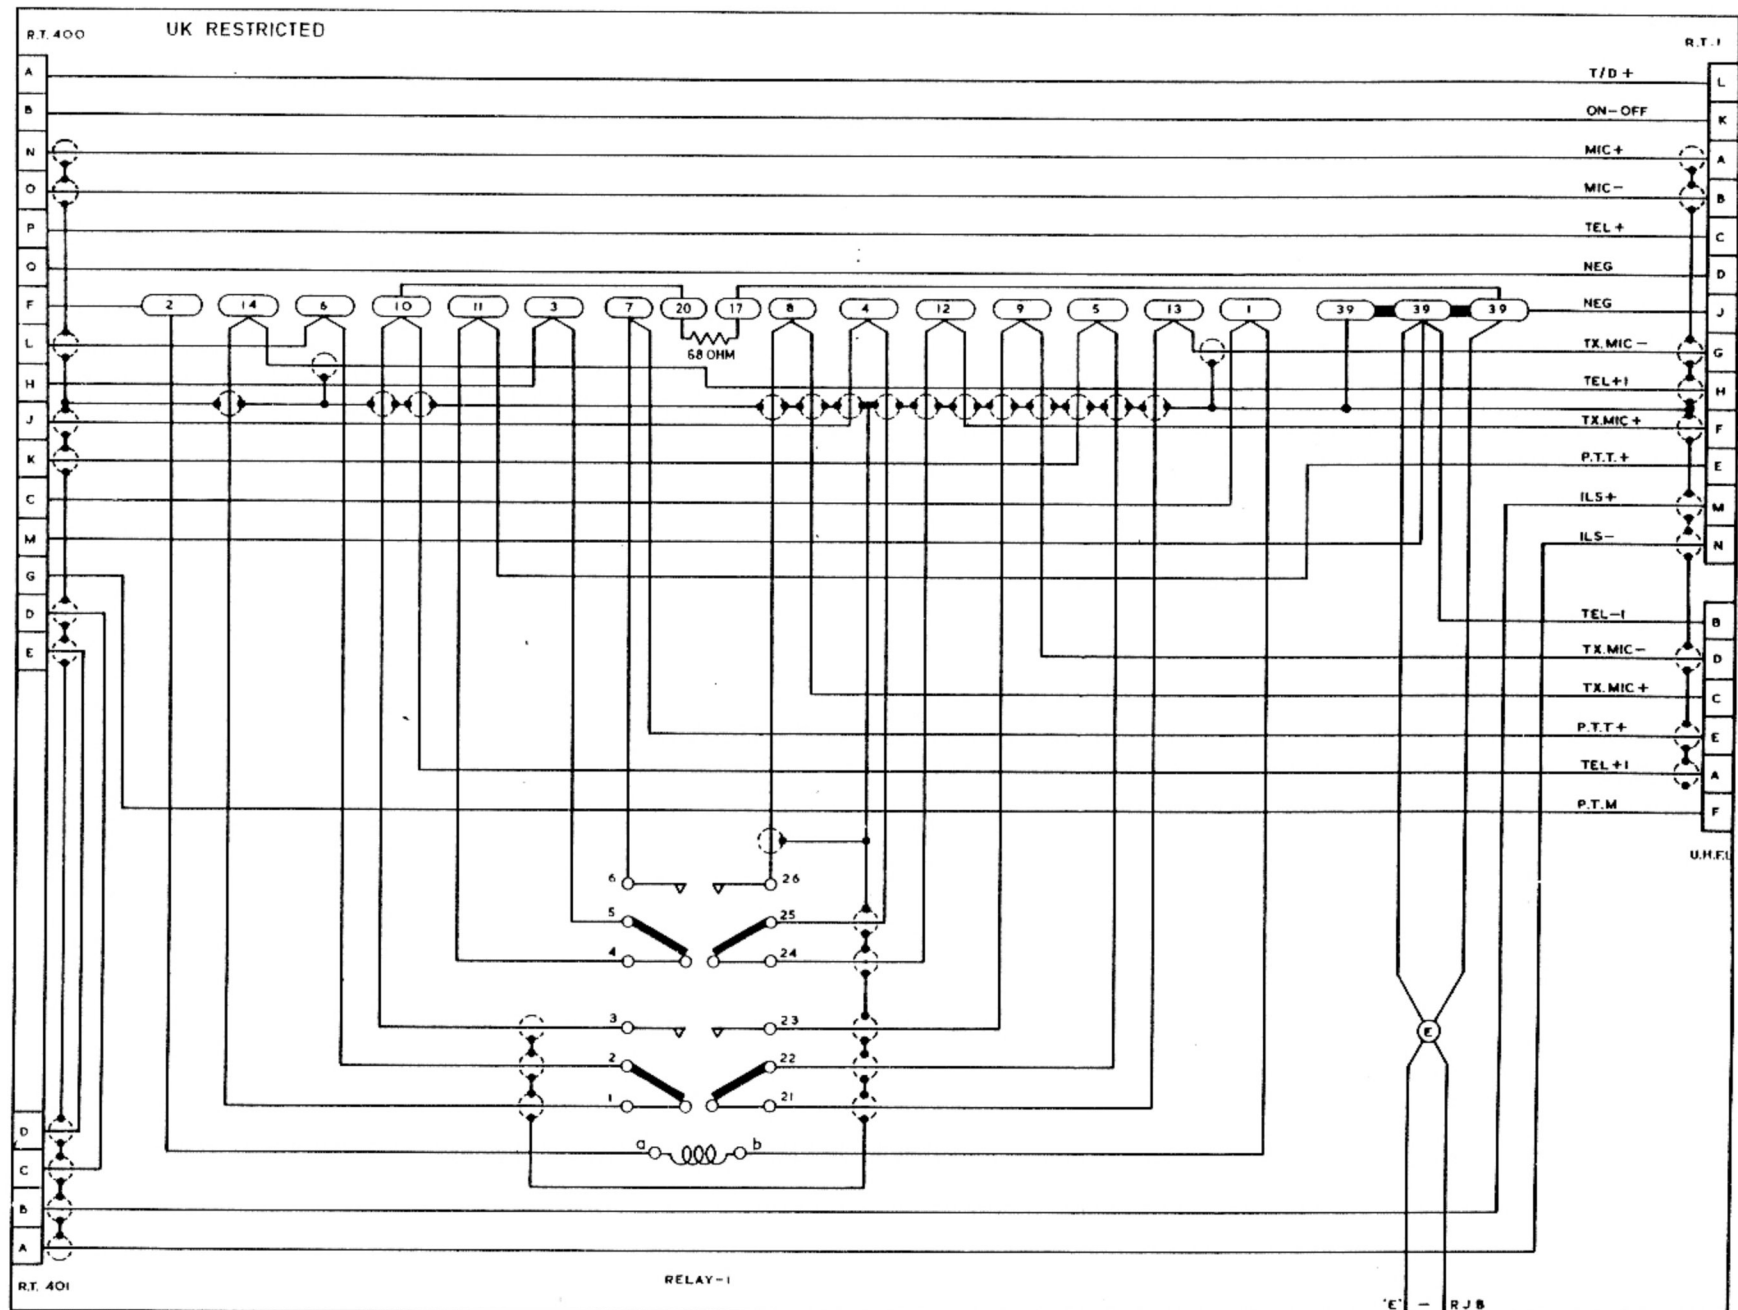 UK RESTRICTED
R.T. 400
R.T.1
A T/D+ L
B ON-OFF K
N MIC+ A
O MIC- B
P TEL+ C
Q NEG D
F 2 14 6 10 11 3 7 20 17 8 4 12 9 5 13 1 39 39 39 NEG J
68 OHM
L TX.MIC- G
H TEL+1 H
J TX.MIC+ F
K P.T.T.+ E
C ILS+ M
M ILS- N
G
D TEL-1 B
E TX.MIC- D
TX.MIC+ C
P.T.T+ E
TEL+1 A
P.T.M F
U.H.F.1
6 26
5 25
4 24
3 23
E
2 22
1 21
D
a b
C
B
A
R.T. 401
RELAY-1
'E' - RJB